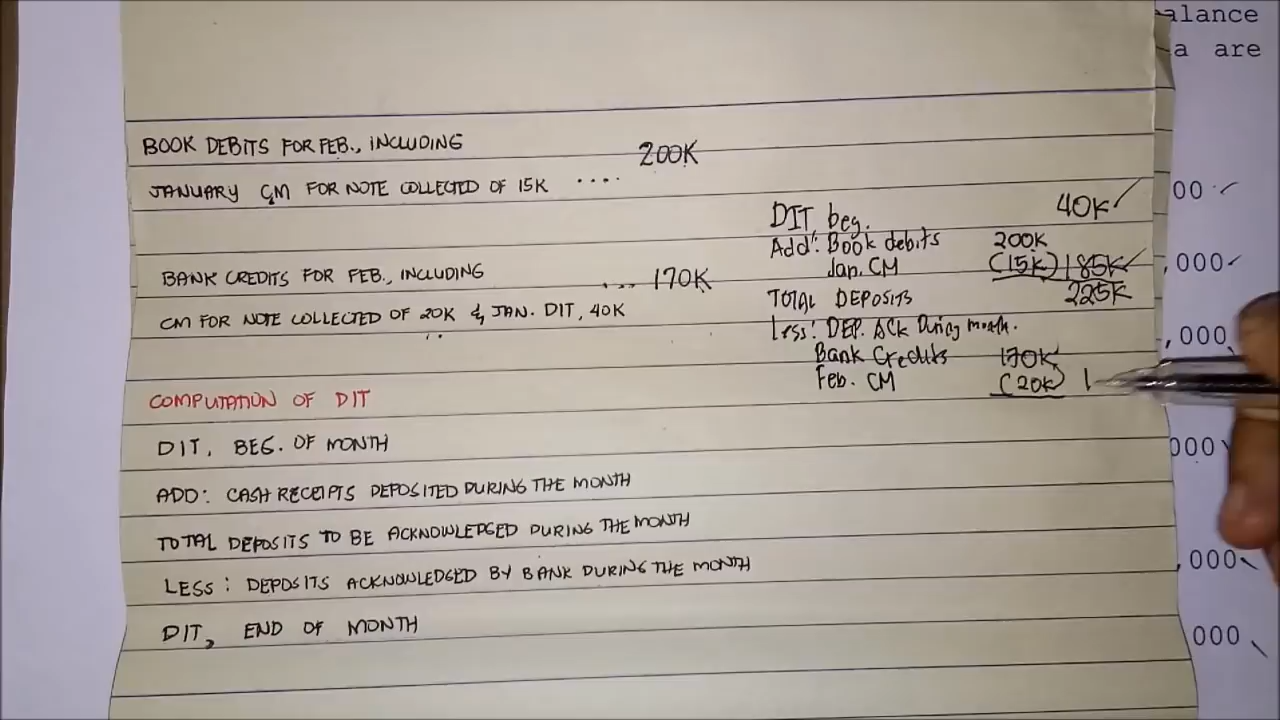 alance
a are
BOOK DEBITS FOR FEB., INCLUDING
JANUARY CM FOR NOTE COLLECTED OF 15K .... 200K
BANK CREDITS FOR FEB., INCLUDING
CM FOR NOTE COLLECTED OF 20K & JAN. DIT, 40K .... 170K
COMPUTATION OF DIT
DIT, BEG. OF MONTH
ADD: CASH RECEIPTS DEPOSITED DURING THE MONTH
TOTAL DEPOSITS TO BE ACKNOWLEDGED DURING THE MONTH
LESS: DEPOSITS ACKNOWLEDGED BY BANK DURING THE MONTH
DIT, END OF MONTH
DIT, beg. 40K ✓
Add: Book debits 200K
Jan. CM (15K) 185K ✓
TOTAL DEPOSITS 225K
Less: DEP. ACK During month.
Bank Credits 170K
Feb. CM (20K) 1
00 ✓
,000 ✓
,000
000
,000
000